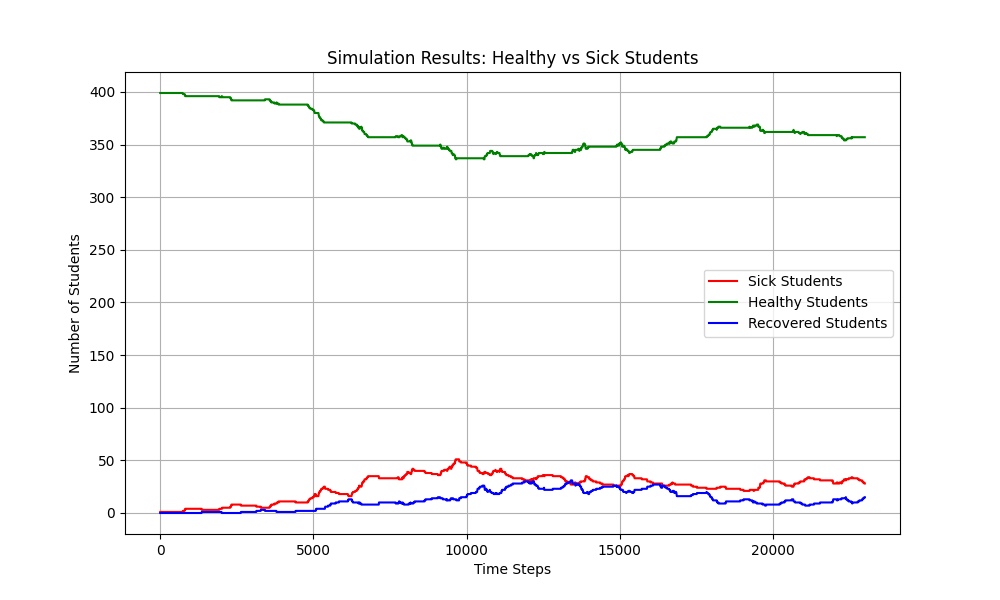 Simulation Results: Healthy vs Sick Students
Number of Students
400
350
300
250
200
150
100
50
0
Sick Students
Healthy Students
Recovered Students
0 5000 10000 15000 20000
Time Steps